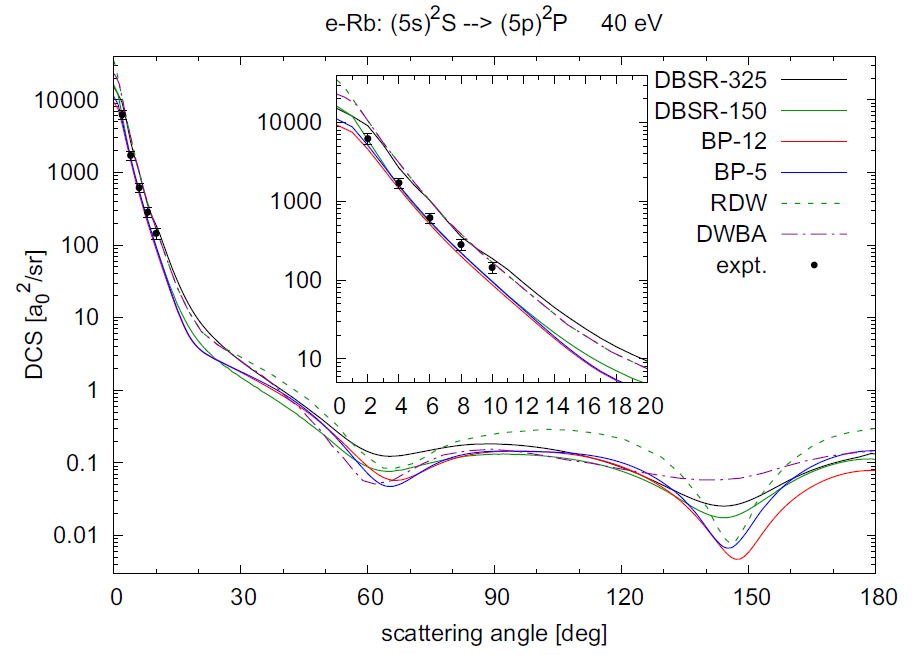 e-Rb: (5s)²S --> (5p)²P 40 eV
DBSR-325
DBSR-150
BP-12
BP-5
RDW
DWBA
expt.
DCS [a₀²/sr]
10000
1000
100
10
1
0.1
0.01
10000
1000
100
10
0 2 4 6 8 10 12 14 16 18 20
0 30 60 90 120 150 180
scattering angle [deg]